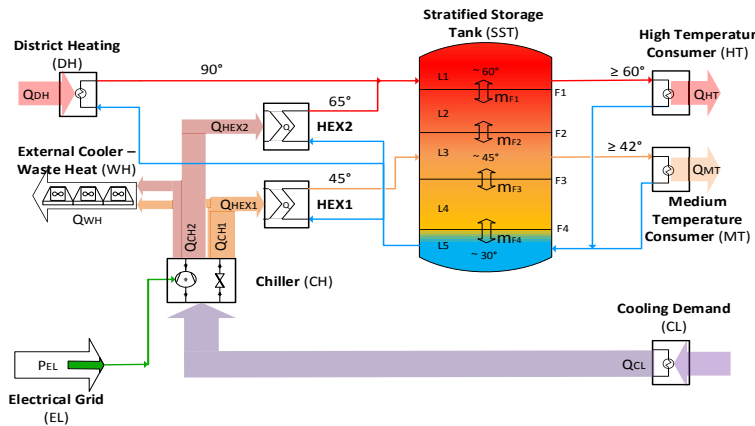 Stratified Storage
Tank (SST)
District Heating
(DH)
High Temperature
Consumer (HT)
90°
≥ 60°
QDH
65°
L1
~ 60°
mF1
F1
QHT
L2
QHEX2
HEX2
mF2
F2
≥ 42°
External Cooler –
Waste Heat (WH)
45°
L3
~ 45°
QMT
QHEX1
mF3
F3
QWH
HEX1
L4
Medium
Temperature
Consumer (MT)
QCH2
QCH1
mF4
F4
L5
~ 30°
Chiller (CH)
Cooling Demand
(CL)
PEL
QCL
Electrical Grid
(EL)